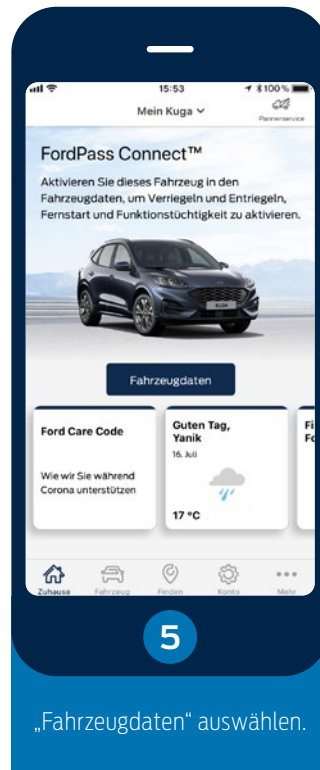 15:53
100 %
Mein Kuga
Pannenservice
FordPass Connect™
Aktivieren Sie dieses Fahrzeug in den
Fahrzeugdaten, um Verriegeln und Entriegeln,
Fernstart und Funktionstüchtigkeit zu aktivieren.
Fahrzeugdaten
Ford Care Code
Wie wir Sie während
Corona unterstützen
Guten Tag,
Yanik
16. Juli
17 °C
Fi
Fo
Zuhause Fahrzeug Finden Konto Mehr
5
„Fahrzeugdaten“ auswählen.